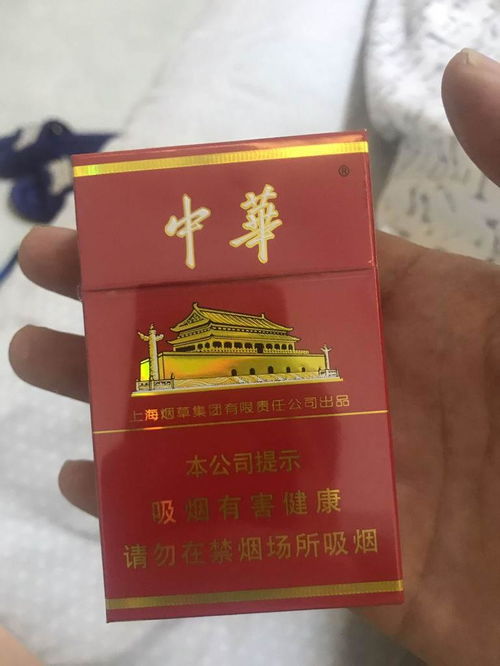 中華
®
上海烟草集团有限责任公司出品
本公司提示
吸烟有害健康
请勿在禁烟场所吸烟